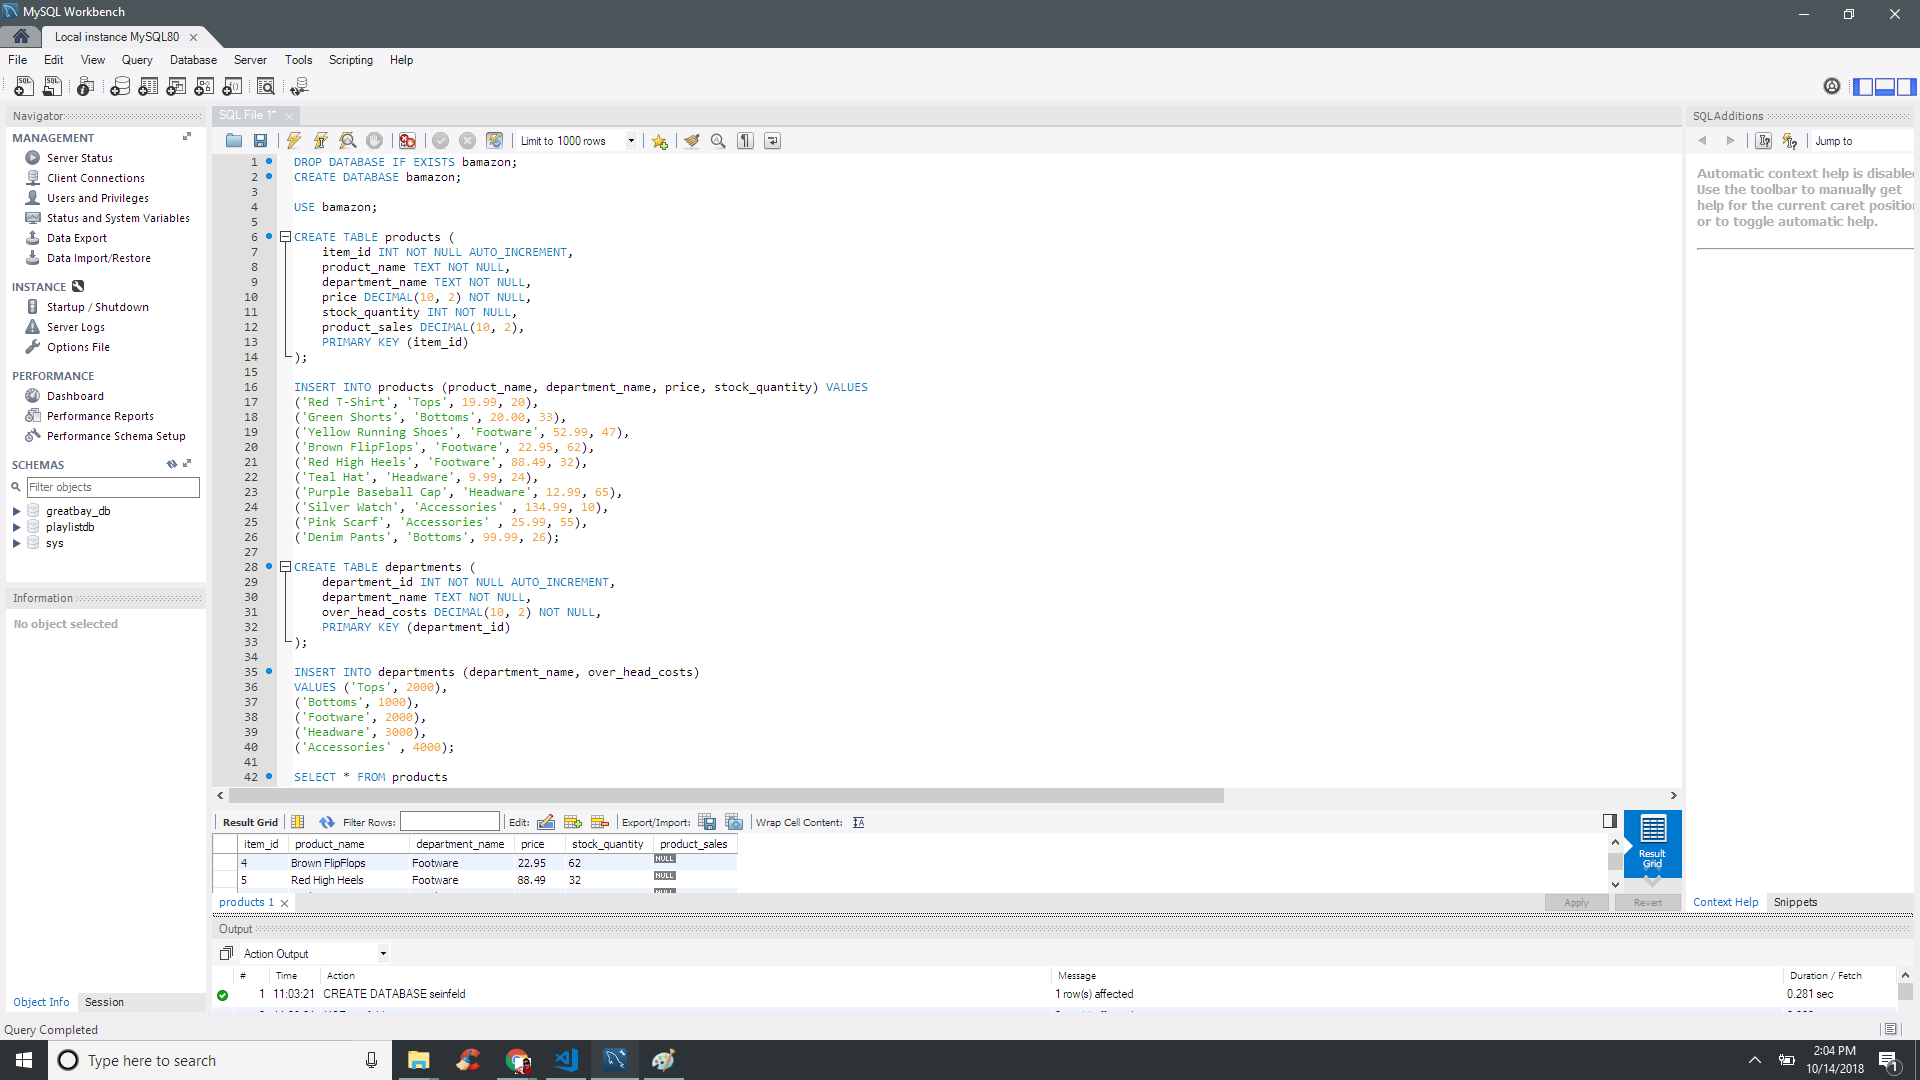 MySQL Workbench
Local instance MySQL80
File Edit View Query Database Server Tools Scripting Help
Navigator
MANAGEMENT
Server Status
Client Connections
Users and Privileges
Status and System Variables
Data Export
Data Import/Restore
INSTANCE
Startup / Shutdown
Server Logs
Options File
PERFORMANCE
Dashboard
Performance Reports
Performance Schema Setup
SCHEMAS
Filter objects
greatbay_db
playlistdb
sys
Information
No object selected
Object Info Session
SQL File 1*
Limit to 1000 rows
1 DROP DATABASE IF EXISTS bamazon;
2 CREATE DATABASE bamazon;
3
4 USE bamazon;
5
6 CREATE TABLE products (
7 item_id INT NOT NULL AUTO_INCREMENT,
8 product_name TEXT NOT NULL,
9 department_name TEXT NOT NULL,
10 price DECIMAL(10, 2) NOT NULL,
11 stock_quantity INT NOT NULL,
12 product_sales DECIMAL(10, 2),
13 PRIMARY KEY (item_id)
14 );
15
16 INSERT INTO products (product_name, department_name, price, stock_quantity) VALUES
17 ('Red T-Shirt', 'Tops', 19.99, 20),
18 ('Green Shorts', 'Bottoms', 20.00, 33),
19 ('Yellow Running Shoes', 'Footware', 52.99, 47),
20 ('Brown FlipFlops', 'Footware', 22.95, 62),
21 ('Red High Heels', 'Footware', 88.49, 32),
22 ('Teal Hat', 'Headware', 9.99, 24),
23 ('Purple Baseball Cap', 'Headware', 12.99, 65),
24 ('Silver Watch', 'Accessories' , 134.99, 10),
25 ('Pink Scarf', 'Accessories' , 25.99, 55),
26 ('Denim Pants', 'Bottoms', 99.99, 26);
27
28 CREATE TABLE departments (
29 department_id INT NOT NULL AUTO_INCREMENT,
30 department_name TEXT NOT NULL,
31 over_head_costs DECIMAL(10, 2) NOT NULL,
32 PRIMARY KEY (department_id)
33 );
34
35 INSERT INTO departments (department_name, over_head_costs)
36 VALUES ('Tops', 2000),
37 ('Bottoms', 1000),
38 ('Footware', 2000),
39 ('Headware', 3000),
40 ('Accessories' , 4000);
41
42 SELECT * FROM products
Result Grid Filter Rows: Edit: Export/Import: Wrap Cell Content:
item_id product_name department_name price stock_quantity product_sales
4 Brown FlipFlops Footware 22.95 62 NULL
5 Red High Heels Footware 88.49 32 NULL
NULL
Result
Grid
products 1 Apply Revert
SQLAdditions
Jump to
Automatic context help is disabled
Use the toolbar to manually get
help for the current caret position
or to toggle automatic help.
Context Help Snippets
Output
Action Output
# Time Action Message Duration / Fetch
1 11:03:21 CREATE DATABASE seinfeld 1 row(s) affected 0.281 sec
Query Completed
Type here to search
2:04 PM
10/14/2018
1